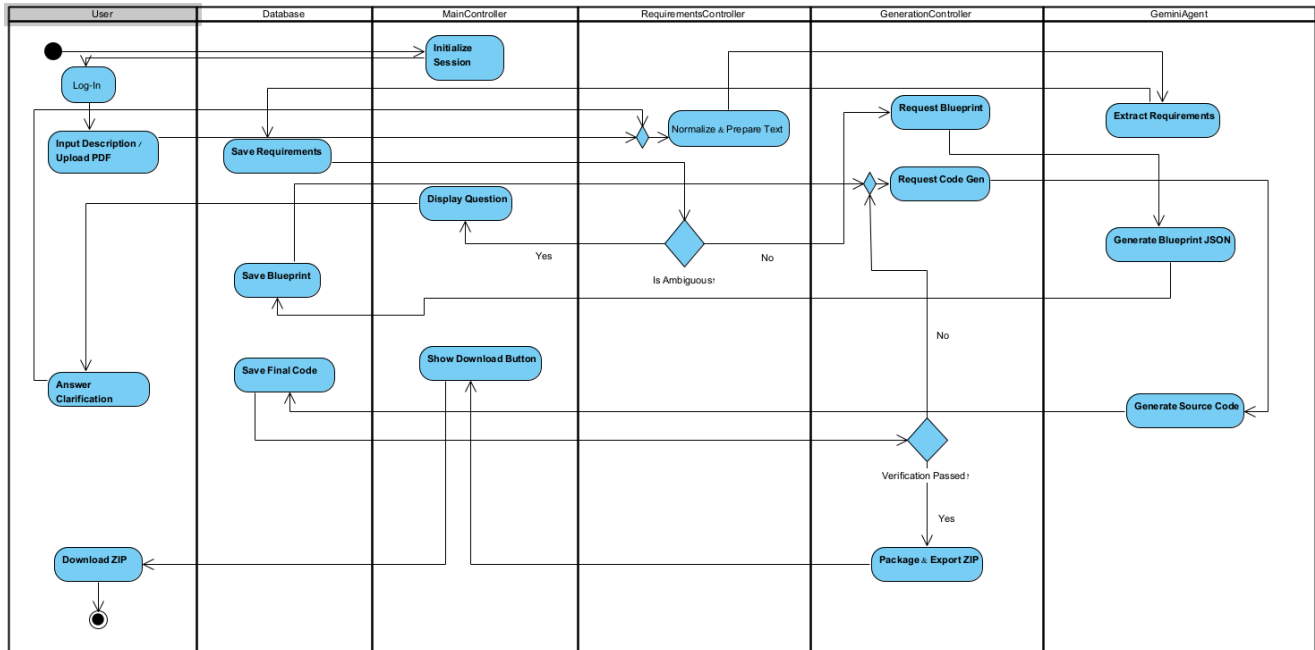 User
Database
MainController
RequirementsController
GenerationController
GeminiAgent
Initialize
Session
Log-In
Input Description /
Upload PDF
Save Requirements
Normalize & Prepare Text
Request Blueprint
Extract Requirements
Request Code Gen
Display Question
Generate Blueprint JSON
Yes
No
Save Blueprint
Is Ambiguous?
No
Save Final Code
Show Download Button
Answer
Clarification
Generate Source Code
Verification Passed?
Yes
Download ZIP
Package & Export ZIP